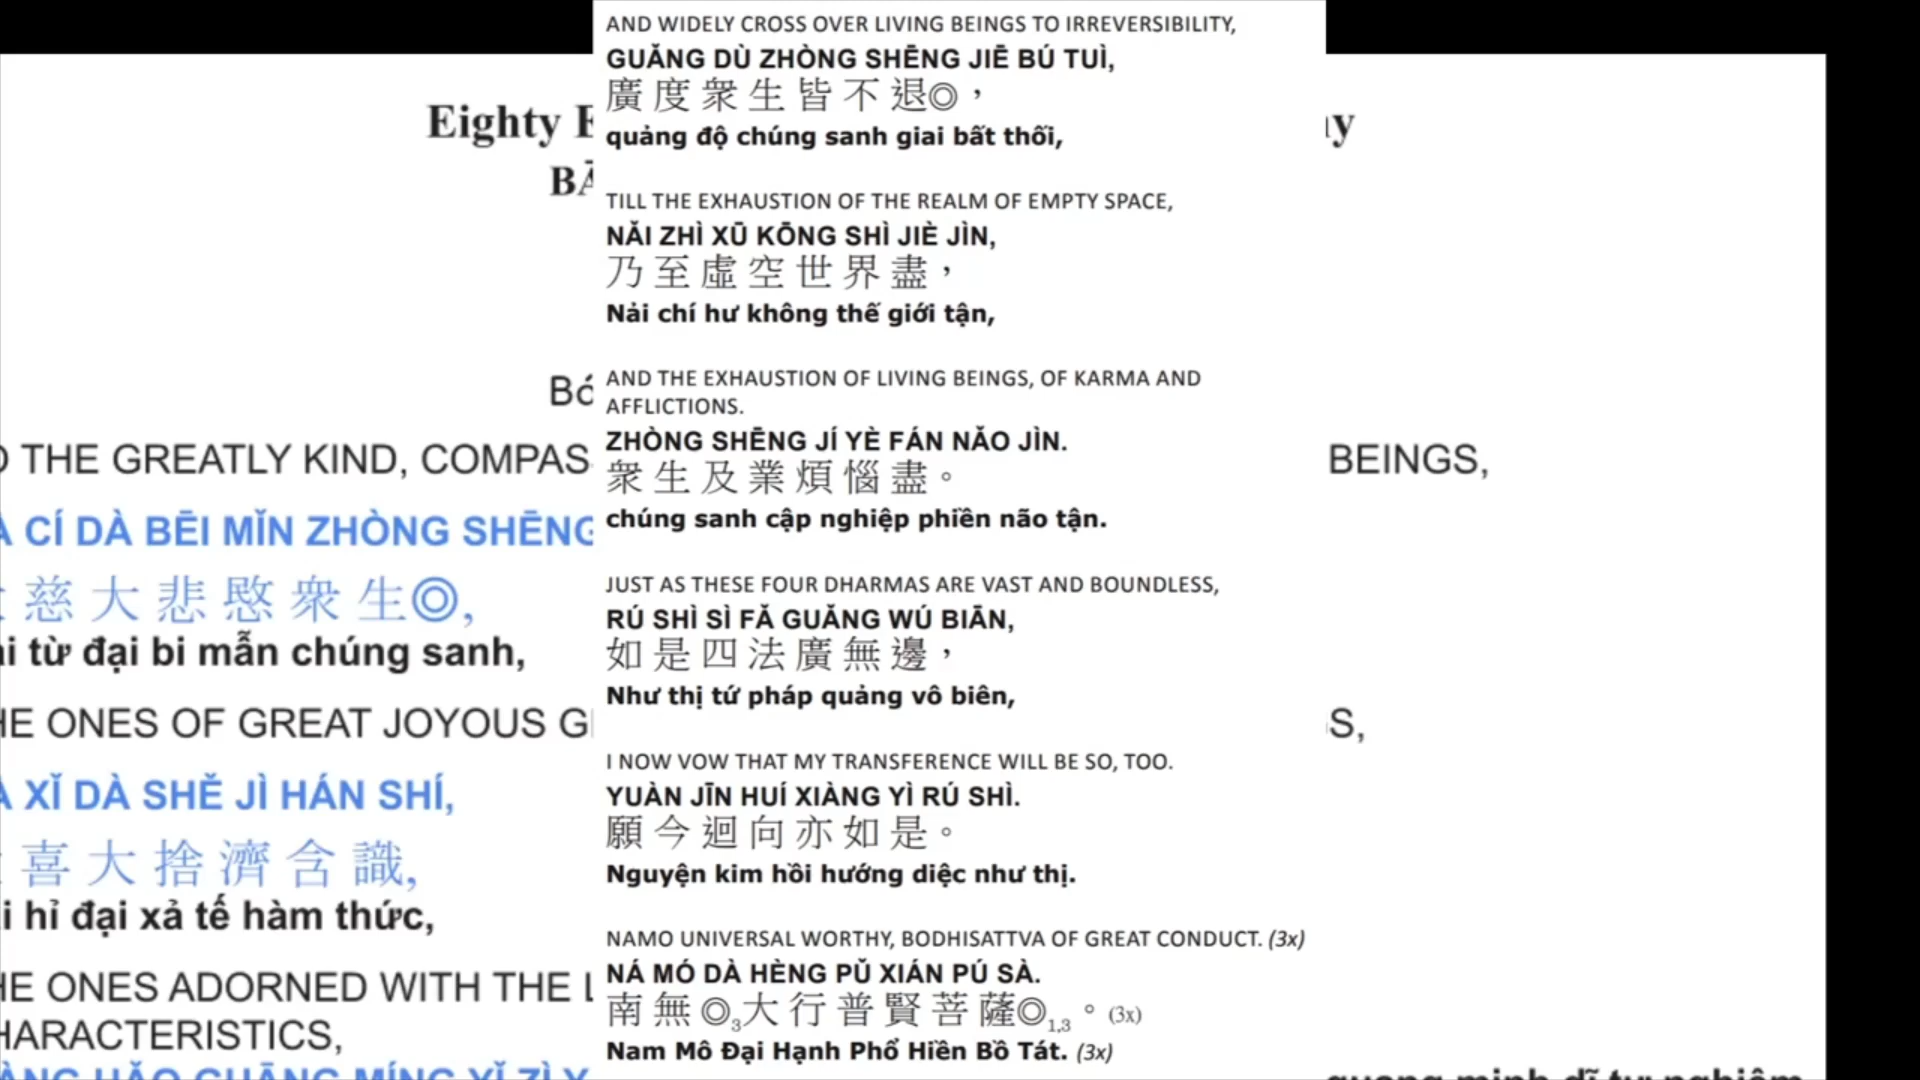 AND WIDELY CROSS OVER LIVING BEINGS TO IRREVERSIBILITY,
GUǍNG DÙ ZHÒNG SHĒNG JIĒ BÚ TUÌ,
廣 度 衆 生 皆 不 退◎，
quảng độ chúng sanh giai bất thối,
TILL THE EXHAUSTION OF THE REALM OF EMPTY SPACE,
NǍI ZHÌ XŪ KŌNG SHÌ JIÈ JÌN,
乃 至 虛 空 世 界 盡，
Nải chí hư không thế giới tận,
AND THE EXHAUSTION OF LIVING BEINGS, OF KARMA AND
AFFLICTIONS.
ZHÒNG SHĒNG JÍ YÈ FÁN NǍO JÌN.
衆 生 及 業 煩 惱 盡。
chúng sanh cập nghiệp phiền não tận.
JUST AS THESE FOUR DHARMAS ARE VAST AND BOUNDLESS,
RÚ SHÌ SÌ FǍ GUǍNG WÚ BIĀN,
如 是 四 法 廣 無 邊，
Như thị tứ pháp quảng vô biên,
I NOW VOW THAT MY TRANSFERENCE WILL BE SO, TOO.
YUÀN JĪN HUÍ XIÀNG YÌ RÚ SHÌ.
願 今 迴 向 亦 如 是。
Nguyện kim hồi hướng diệc như thị.
NAMO UNIVERSAL WORTHY, BODHISATTVA OF GREAT CONDUCT. (3x)
NÁ MÓ DÀ HÈNG PǓ XIÁN PÚ SÀ.
南 無 ◎3大 行 普 賢 菩 薩◎1,3。(3x)
Nam Mô Đại Hạnh Phổ Hiền Bồ Tát. (3x)
Eighty
THE GREATLY KIND, BEINGS,
CÍ DÀ BĒI MǏN ZHÒNG SHĒNG
慈 大 悲 愍 衆 生◎,
từ đại bi mẫn chúng sanh,
ONES OF GREAT JOYOUS
XǏ DÀ SHĚ JÌ HÁN SHÍ,
喜 大 捨 濟 含 識,
hỉ đại xả tế hàm thức,
ONES ADORNED WITH THE